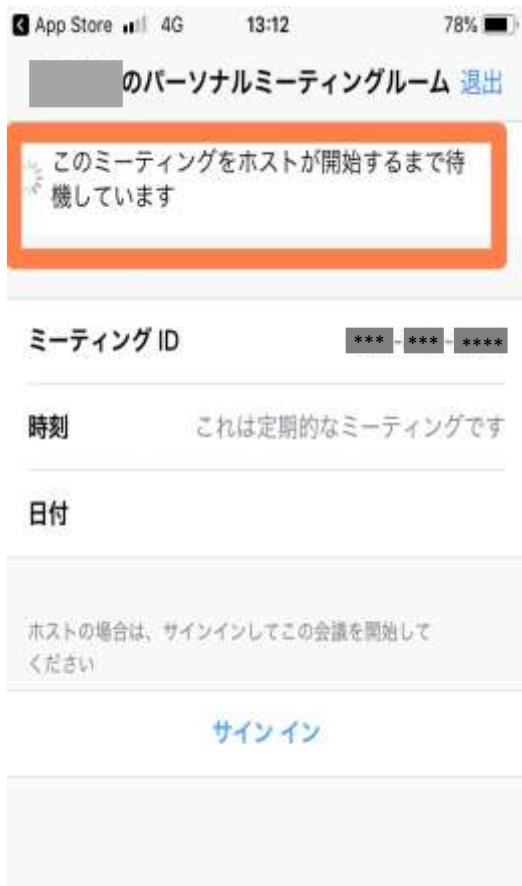 App Store 4G 13:12 78%
のパーソナルミーティングルーム 退出
このミーティングをホストが開始するまで待
機しています
ミーティング ID *** - *** - ****
時刻 これは定期的なミーティングです
日付
ホストの場合は、サインインしてこの会議を開始して
ください
サイン イン